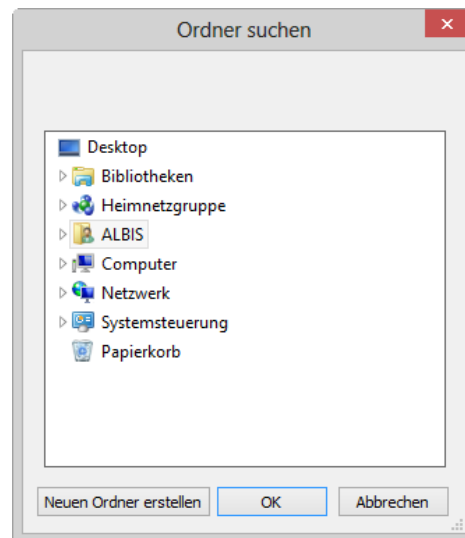 Ordner suchen
Desktop
Bibliotheken
Heimnetzgruppe
ALBIS
Computer
Netzwerk
Systemsteuerung
Papierkorb
Neuen Ordner erstellen OK Abbrechen